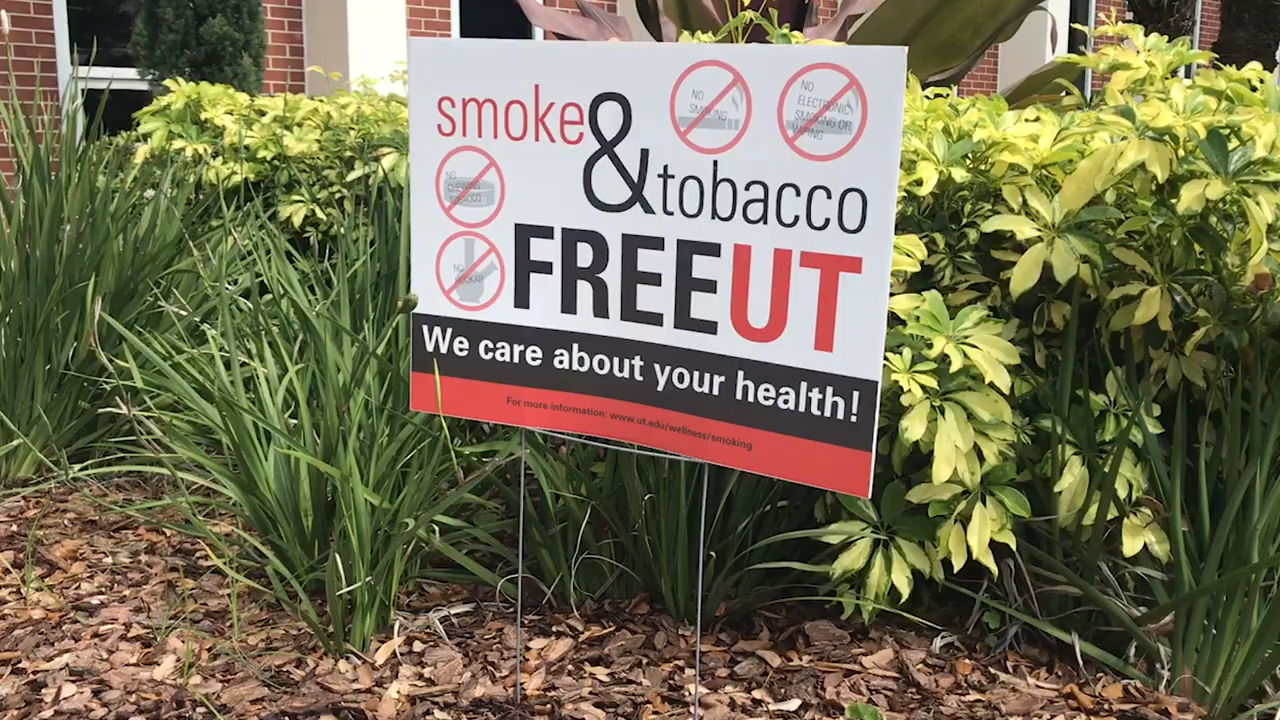 NO
SMOKING
NO
ELECTRONIC
SMOKING OR
VAPING
smoke
&
tobacco
NO
CHEWING
TOBACCO
NO
HOOKAH
FREEUT
We care about your health!
For more information: www.ut.edu/wellness/smoking